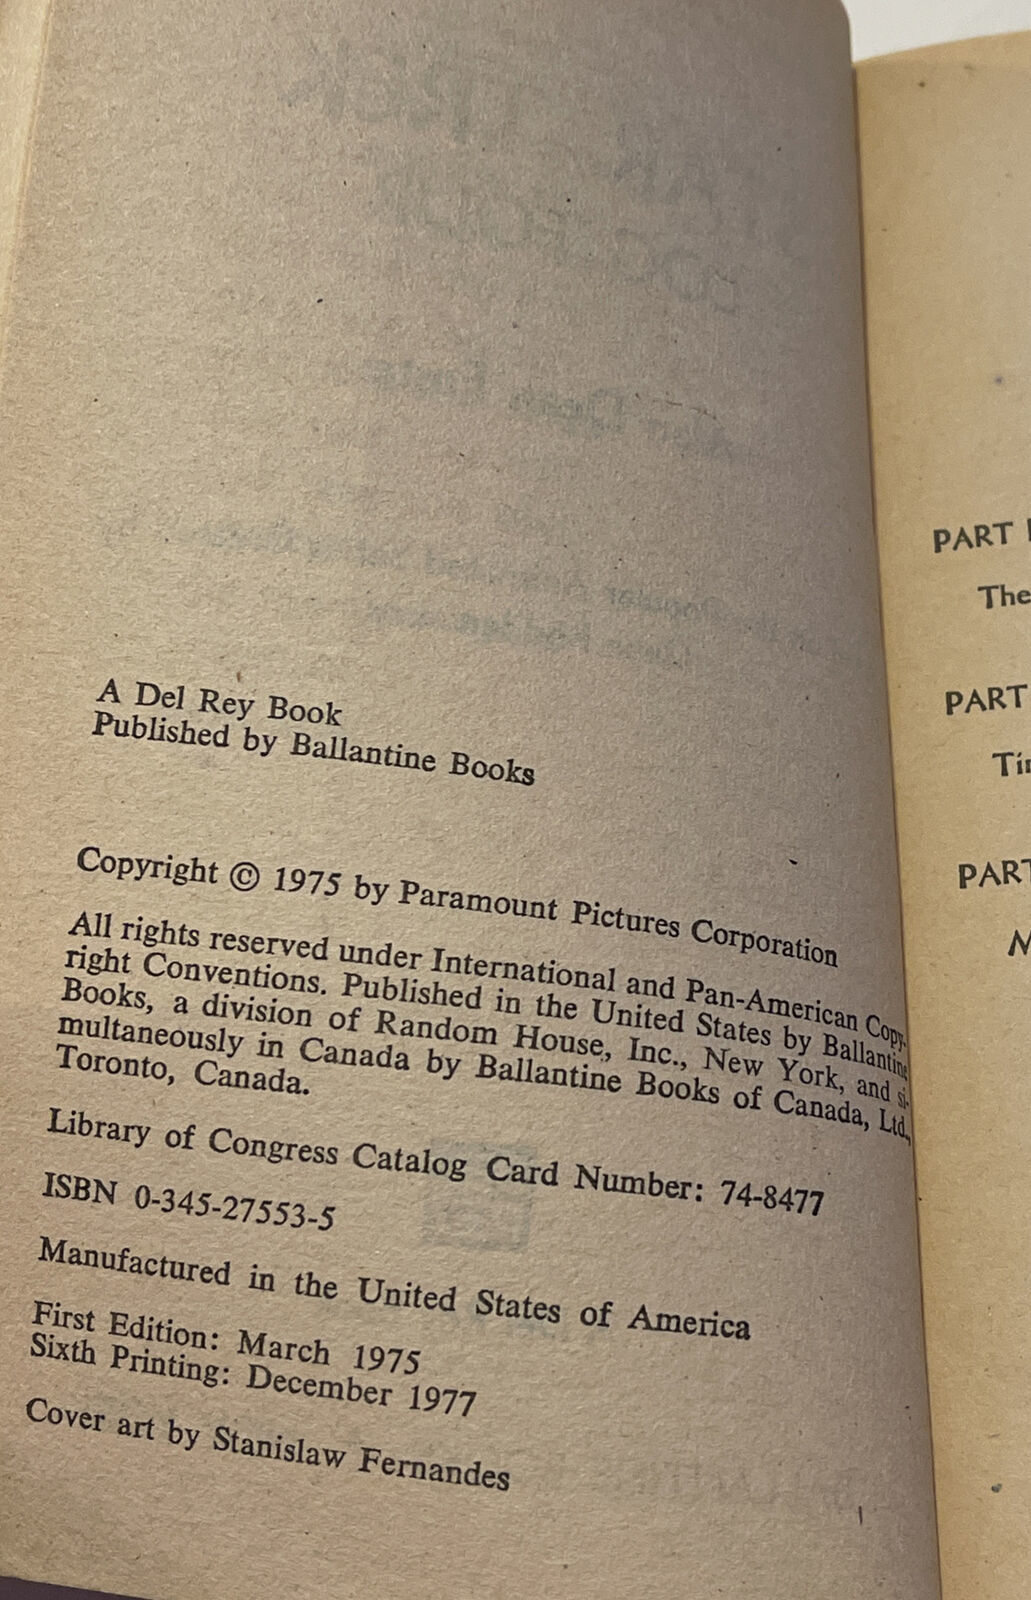 A Del Rey Book
Published by Ballantine Books
Copyright © 1975 by Paramount Pictures Corporation
All rights reserved under International and Pan-American Copy-
right Conventions. Published in the United States by Ballantine
Books, a division of Random House, Inc., New York, and si-
multaneously in Canada by Ballantine Books of Canada, Ltd.,
Toronto, Canada.
Library of Congress Catalog Card Number: 74-8477
ISBN 0-345-27553-5
Manufactured in the United States of America
First Edition: March 1975
Sixth Printing: December 1977
Cover art by Stanislaw Fernandes
PART
The
PART
PART